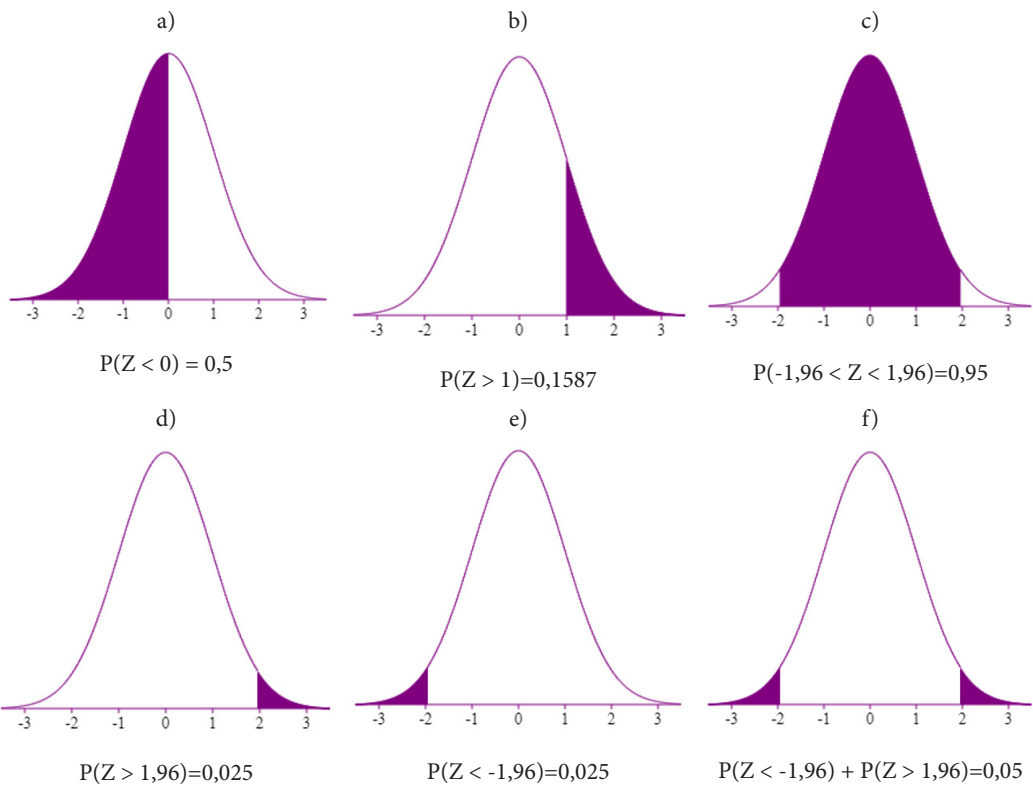 a) b) c)
-3 -2 -1 0 1 2 3
-3 -2 -1 0 1 2 3
-3 -2 -1 0 1 2 3
P(Z < 0) = 0,5
P(Z > 1)=0,1587
P(-1,96 < Z < 1,96)=0,95
d) e) f)
-3 -2 -1 0 1 2 3
-3 -2 -1 0 1 2 3
-3 -2 -1 0 1 2 3
P(Z > 1,96)=0,025
P(Z < -1,96)=0,025
P(Z < -1,96) + P(Z > 1,96)=0,05